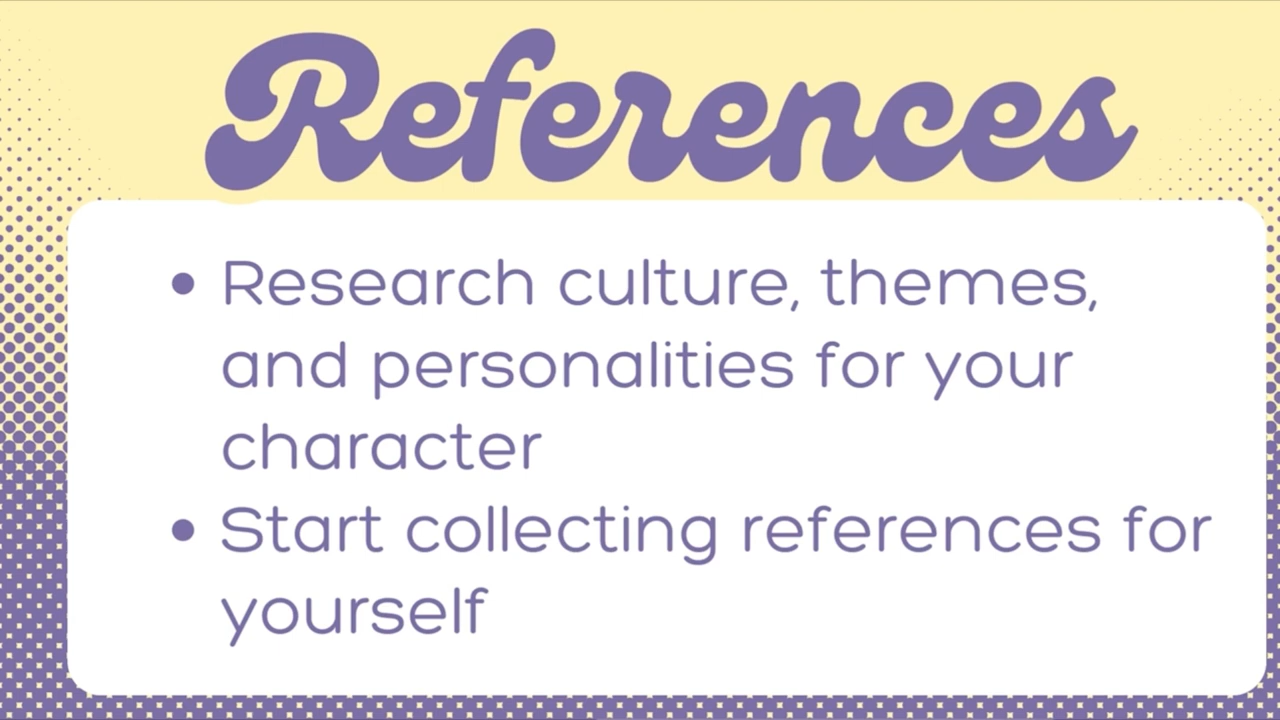 References
• Research culture, themes,
and personalities for your
character
• Start collecting references for
yourself